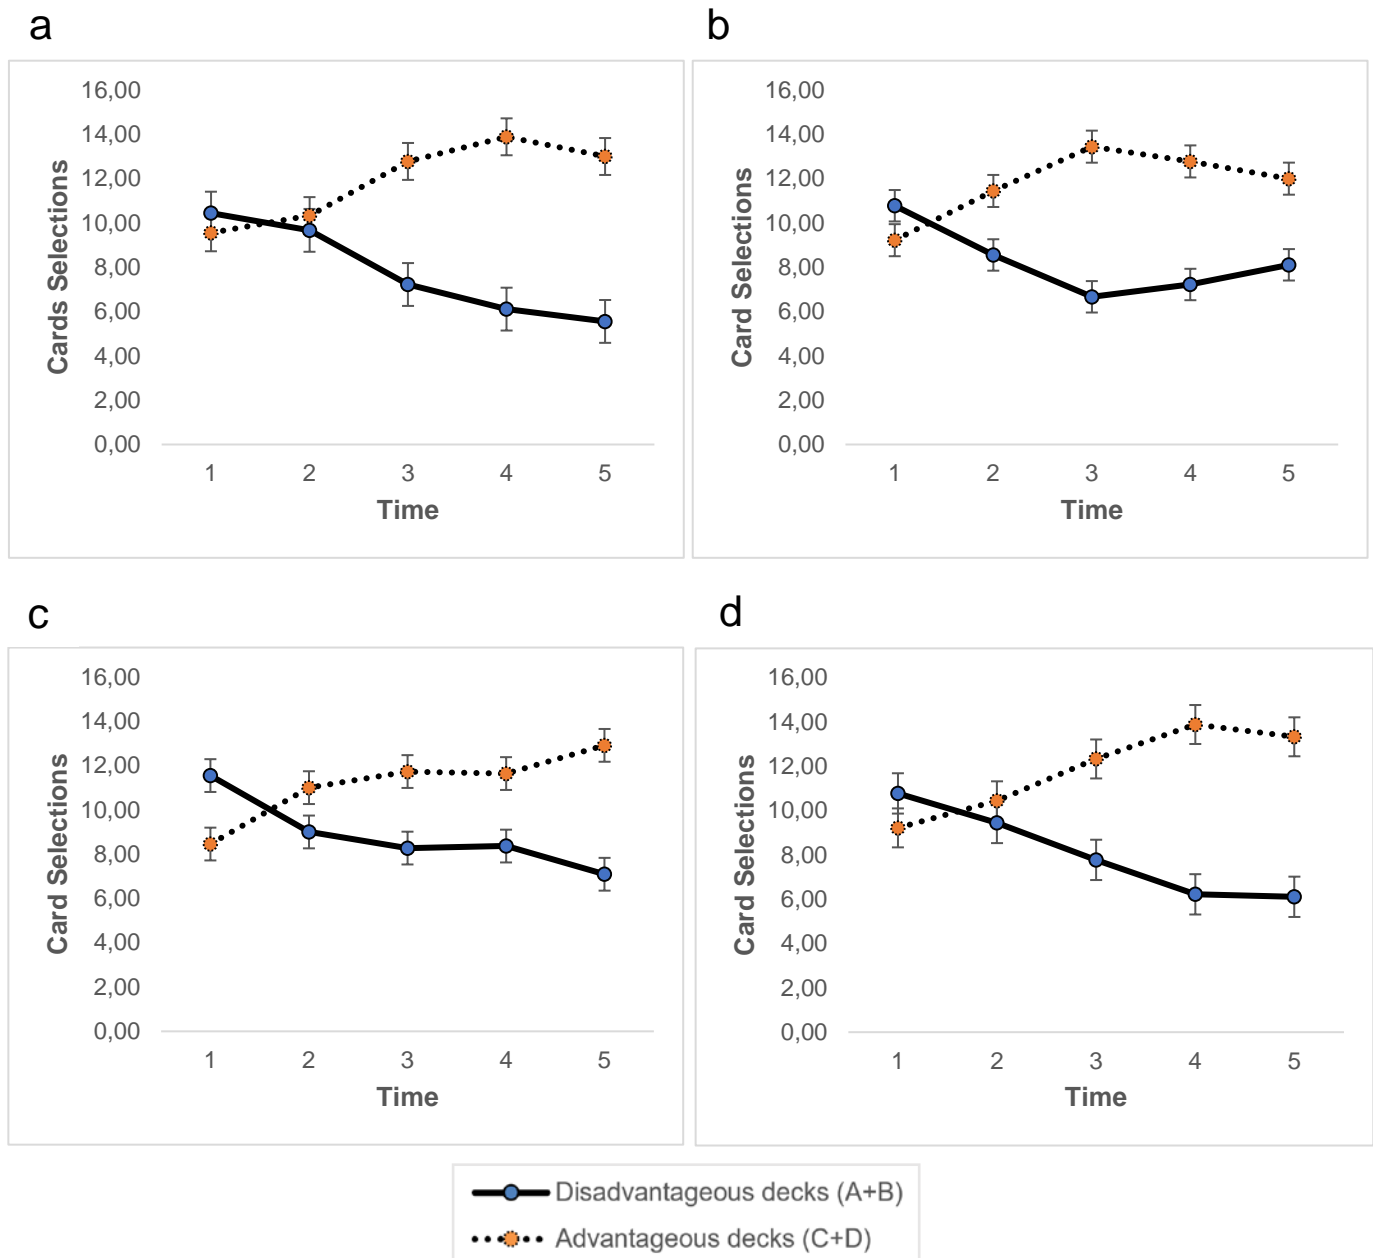 a
16,00
14,00
12,00
10,00
8,00
6,00
4,00
2,00
0,00
Cards Selections
1 2 3 4 5
Time
b
16,00
14,00
12,00
10,00
8,00
6,00
4,00
2,00
0,00
Card Selections
1 2 3 4 5
Time
c
16,00
14,00
12,00
10,00
8,00
6,00
4,00
2,00
0,00
Card Selections
1 2 3 4 5
Time
d
16,00
14,00
12,00
10,00
8,00
6,00
4,00
2,00
0,00
Card Selections
1 2 3 4 5
Time
Disadvantageous decks (A+B)
Advantageous decks (C+D)